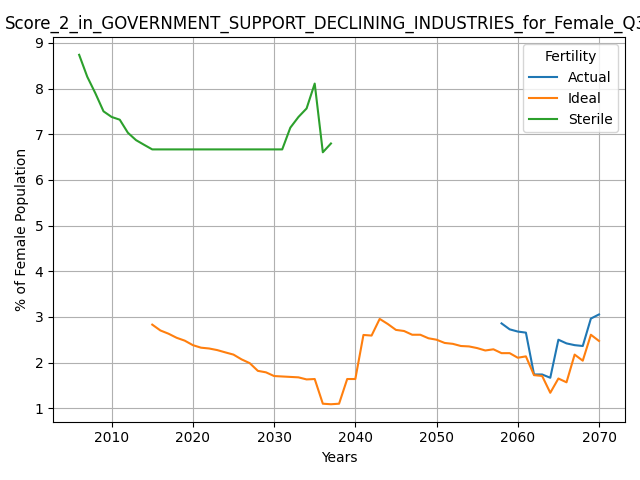 Score_2_in_GOVERNMENT_SUPPORT_DECLINING_INDUSTRIES_for_Female_Q3
9
8
7
6
5
4
3
2
1
% of Female Population
Fertility
Actual
Ideal
Sterile
2010 2020 2030 2040 2050 2060 2070
Years